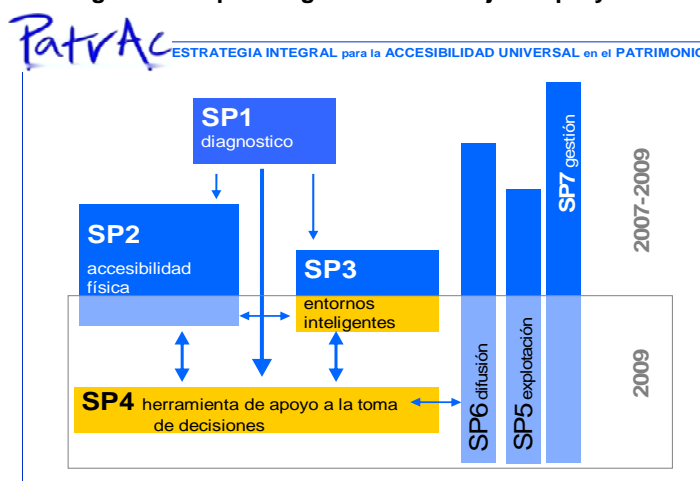 PatrAc
ESTRATEGIA INTEGRAL para la ACCESIBILIDAD UNIVERSAL en el PATRIMONIO
SP1
diagnostico
SP2
accesibilidad
física
SP3
entornos
inteligentes
SP4 herramienta de apoyo a la toma
de decisiones
SP6 difusión
SP5 explotación
SP7 gestión
2007-2009
2009